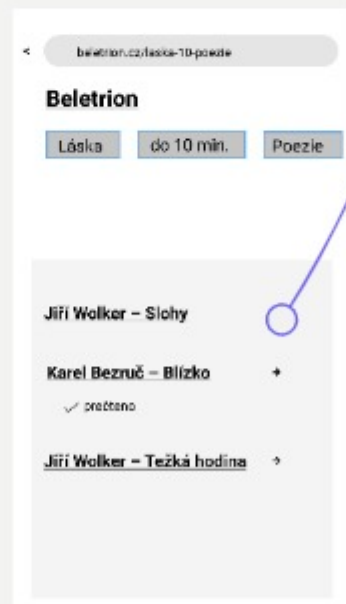 <
beletrion.cz/laska-10-poezie
Beletrion
Láska do 10 min. Poezie
Jiří Wolker – Slohy
Karel Bezruč – Blízko →
✓ přečteno
Jiří Wolker – Težká hodina →